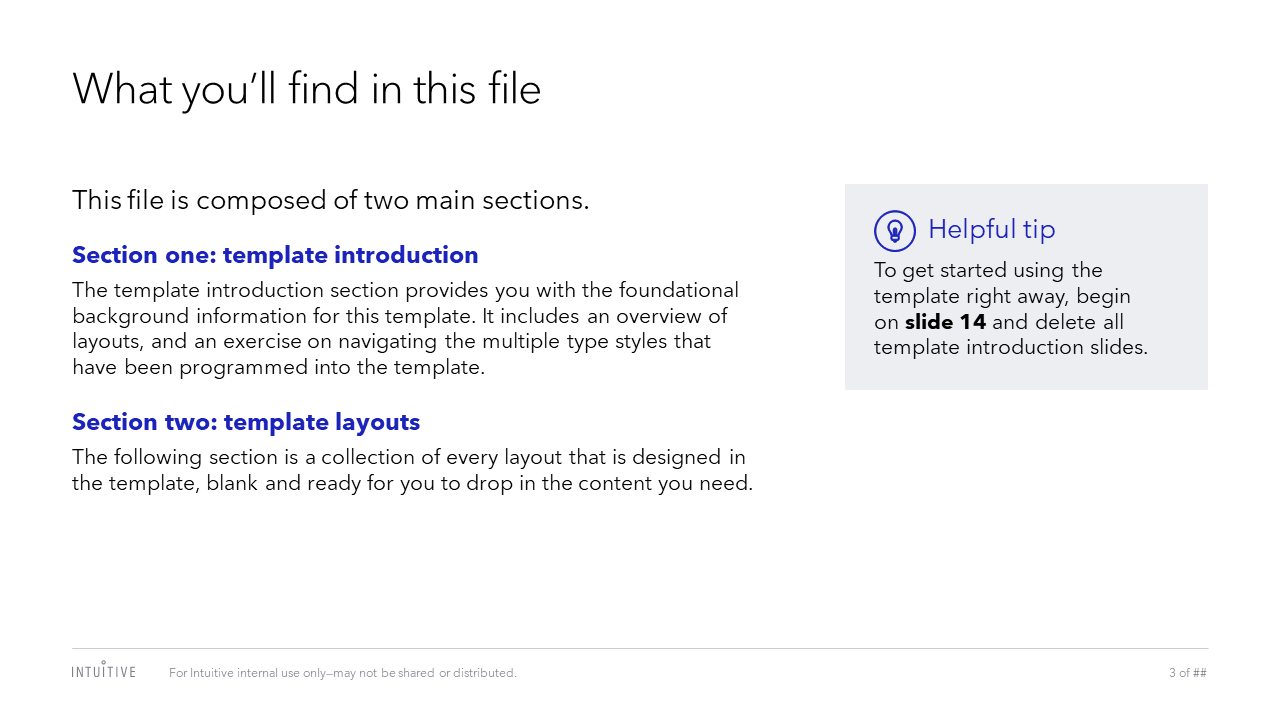 What you’ll find in this file
This file is composed of two main sections.
Section one: template introduction
The template introduction section provides you with the foundational
background information for this template. It includes an overview of
layouts, and an exercise on navigating the multiple type styles that
have been programmed into the template.
Section two: template layouts
The following section is a collection of every layout that is designed in
the template, blank and ready for you to drop in the content you need.
Helpful tip
To get started using the
template right away, begin
on slide 14 and delete all
template introduction slides.
INTUITIVE
For Intuitive internal use only–may not be shared or distributed.
3 of ##